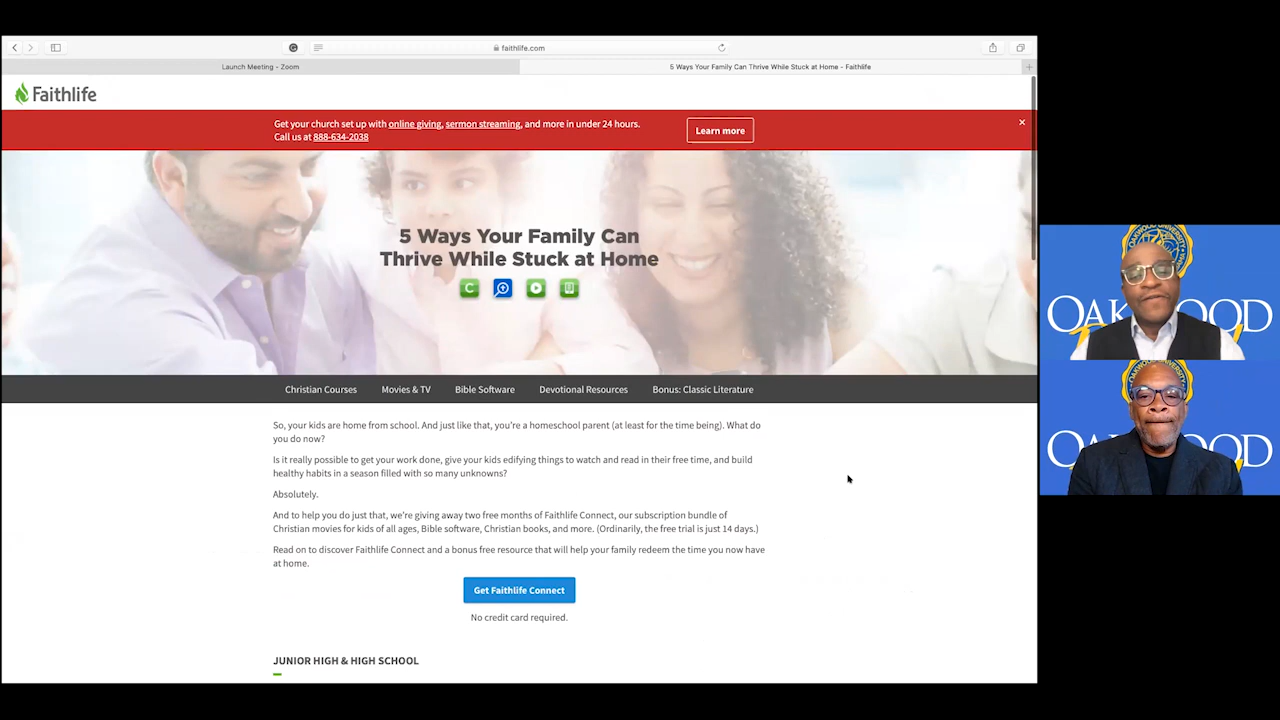 faithlife.com
Launch Meeting - Zoom
5 Ways Your Family Can Thrive While Stuck at Home - Faithlife
Faithlife
Get your church set up with online giving, sermon streaming, and more in under 24 hours.
Call us at 888-634-2038
Learn more
5 Ways Your Family Can
Thrive While Stuck at Home
Christian Courses
Movies & TV
Bible Software
Devotional Resources
Bonus: Classic Literature
So, your kids are home from school. And just like that, you're a homeschool parent (at least for the time being). What do
you do now?
Is it really possible to get your work done, give your kids edifying things to watch and read in their free time, and build
healthy habits in a season filled with so many unknowns?
Absolutely.
And to help you do just that, we're giving away two free months of Faithlife Connect, our subscription bundle of
Christian movies for kids of all ages, Bible software, Christian books, and more. (Ordinarily, the free trial is just 14 days.)
Read on to discover Faithlife Connect and a bonus free resource that will help your family redeem the time you now have
at home.
Get Faithlife Connect
No credit card required.
JUNIOR HIGH & HIGH SCHOOL